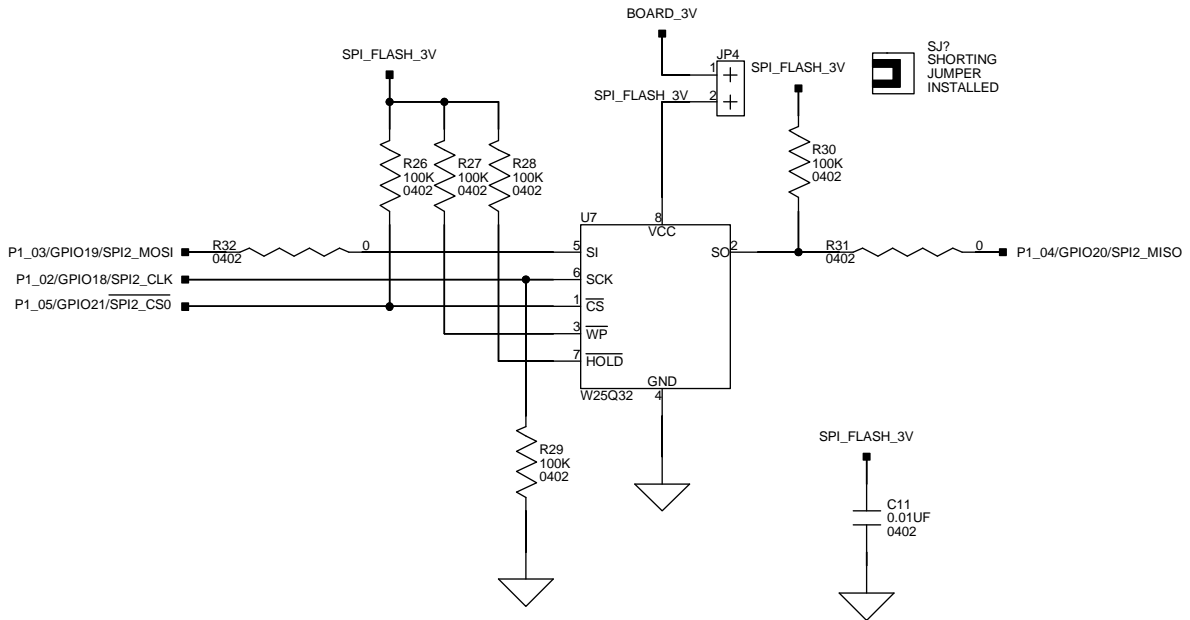 BOARD_3V
SPI_FLASH_3V
JP4
1
SPI_FLASH_3V
SPI_FLASH_3V
2
SJ?
SHORTING
JUMPER
INSTALLED
R26
100K
0402
R27
100K
0402
R28
100K
0402
R30
100K
0402
U7
8
VCC
P1_03/GPIO19/SPI2_MOSI
R32
0402
0
5
SI
SO
2
R31
0402
0
P1_04/GPIO20/SPI2_MISO
P1_02/GPIO18/SPI2_CLK
6
SCK
P1_05/GPIO21/SPI2_CS0
1
CS
3
WP
7
HOLD
GND
W25Q32
4
R29
100K
0402
SPI_FLASH_3V
C11
0.01UF
0402